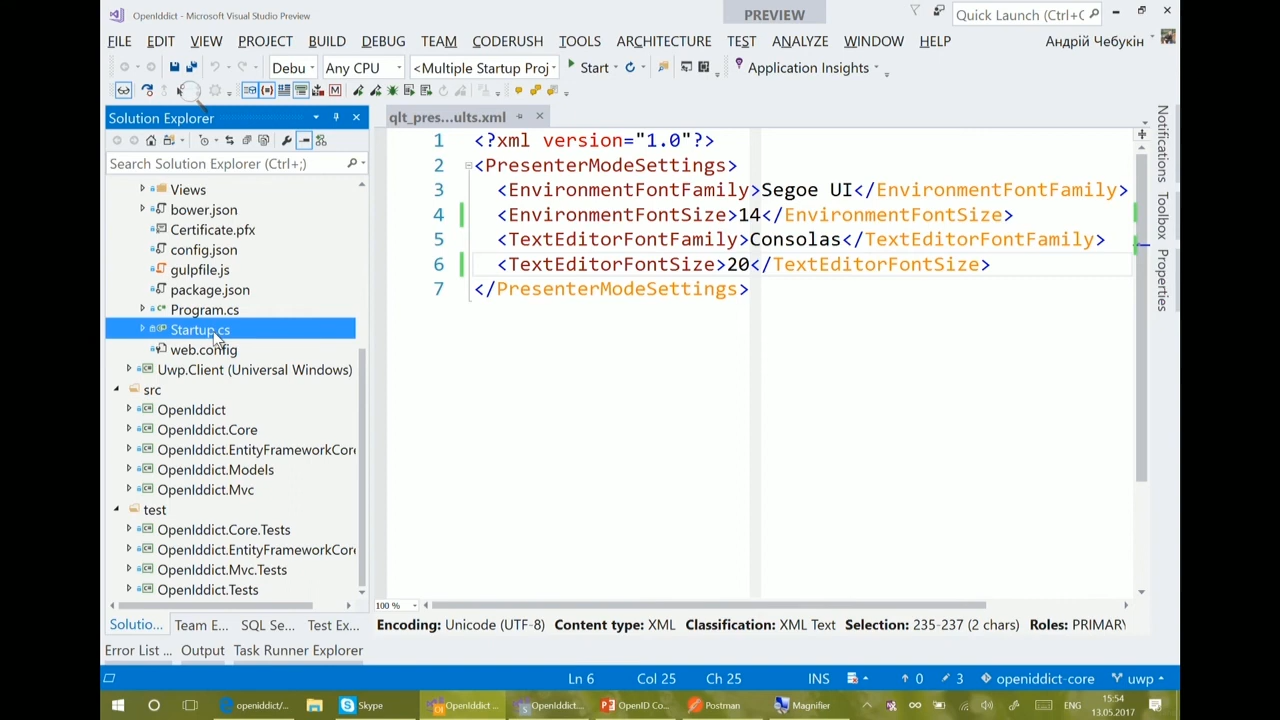 OpenIddict - Microsoft Visual Studio Preview
PREVIEW
Quick Launch (Ctrl+C
FILE EDIT VIEW PROJECT BUILD DEBUG TEAM CODERUSH TOOLS ARCHITECTURE TEST ANALYZE WINDOW HELP
Андрій Чебукін
Debu Any CPU <Multiple Startup Proj Start Application Insights
Solution Explorer
qlt_pres...ults.xml
Search Solution Explorer (Ctrl+;)
Views
bower.json
Certificate.pfx
config.json
gulpfile.js
package.json
Program.cs
Startup.cs
web.config
Uwp.Client (Universal Windows)
src
OpenIddict
OpenIddict.Core
OpenIddict.EntityFrameworkCore
OpenIddict.Models
OpenIddict.Mvc
test
OpenIddict.Core.Tests
OpenIddict.EntityFrameworkCore
OpenIddict.Mvc.Tests
OpenIddict.Tests
1 <?xml version="1.0"?>
2 <PresenterModeSettings>
3 <EnvironmentFontFamily>Segoe UI</EnvironmentFontFamily>
4 <EnvironmentFontSize>14</EnvironmentFontSize>
5 <TextEditorFontFamily>Consolas</TextEditorFontFamily>
6 <TextEditorFontSize>20</TextEditorFontSize>
7 </PresenterModeSettings>
Notifications
Toolbox
Properties
100 %
Solutio... Team E... SQL Se... Test Ex...
Encoding: Unicode (UTF-8) Content type: XML Classification: XML Text Selection: 235-237 (2 chars) Roles: PRIMARY
Error List ... Output Task Runner Explorer
Ln 6 Col 25 Ch 25 INS 0 3 openiddict-core uwp
openiddict/... Skype OpenIddict ... OpenIddict... OpenID Co... Postman Magnifier ENG
15:54
13.05.2017